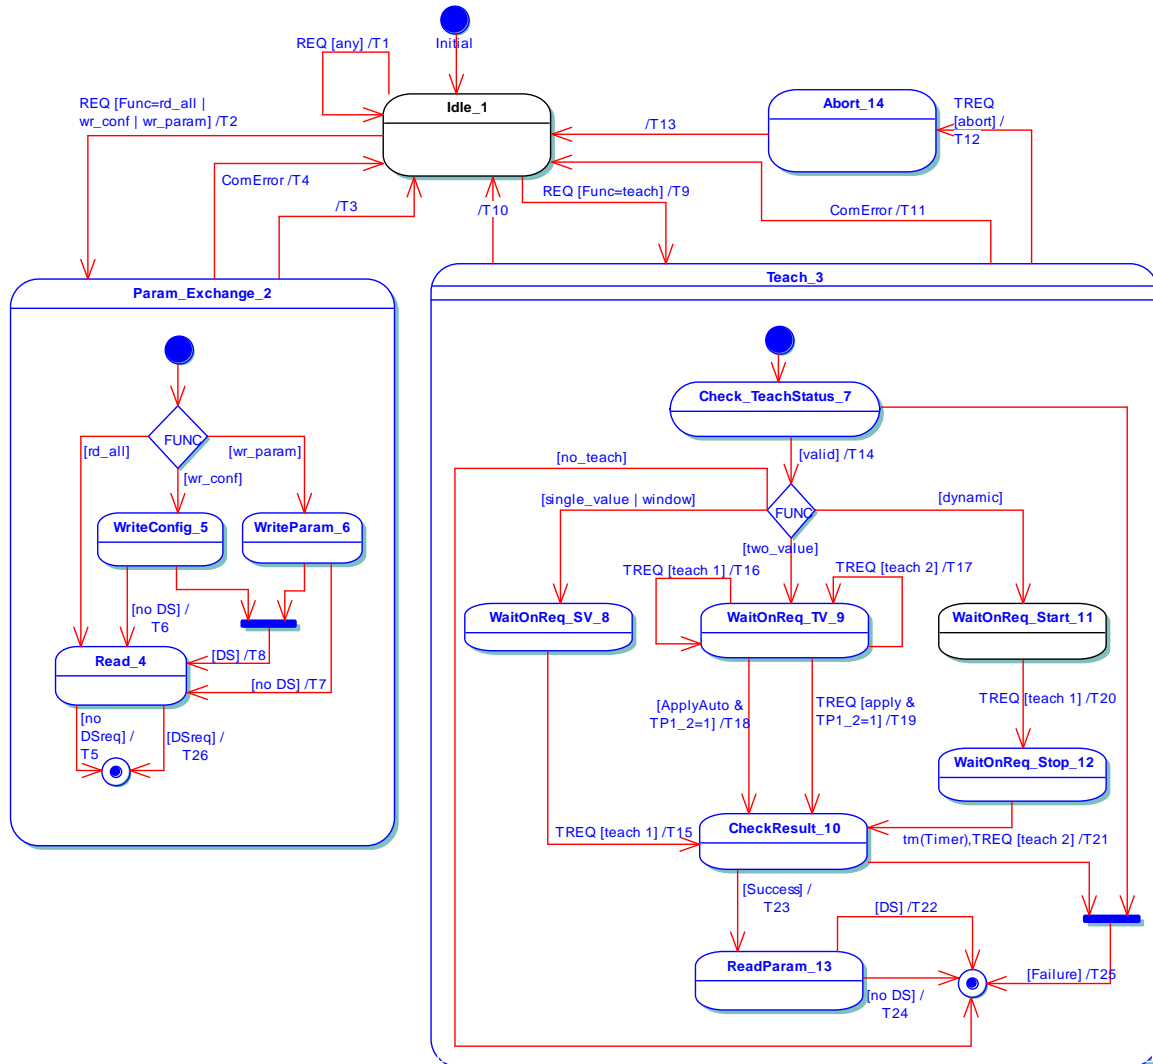 Initial
REQ [any] /T1
Idle_1
REQ [Func=rd_all |
wr_conf | wr_param] /T2
Abort_14
TREQ
[abort] /
T12
/T13
ComError /T4
/T3
/T10
REQ [Func=teach] /T9
ComError /T11
Param_Exchange_2
FUNC
[rd_all]
[wr_param]
[wr_conf]
WriteConfig_5
WriteParam_6
[no DS] /
T6
[DS] /T8
Read_4
[no DS] /T7
[no
DSreq] /
T5
[DSreq] /
T26
Teach_3
Check_TeachStatus_7
[valid] /T14
[no_teach]
[single_value | window]
FUNC
[dynamic]
[two_value]
TREQ [teach 1] /T16
TREQ [teach 2] /T17
WaitOnReq_SV_8
WaitOnReq_TV_9
WaitOnReq_Start_11
[ApplyAuto &
TP1_2=1] /T18
TREQ [apply &
TP1_2=1] /T19
TREQ [teach 1] /T20
WaitOnReq_Stop_12
TREQ [teach 1] /T15
CheckResult_10
tm(Timer),TREQ [teach 2] /T21
[Success] /
T23
[DS] /T22
ReadParam_13
[no DS] /
T24
[Failure] /T25